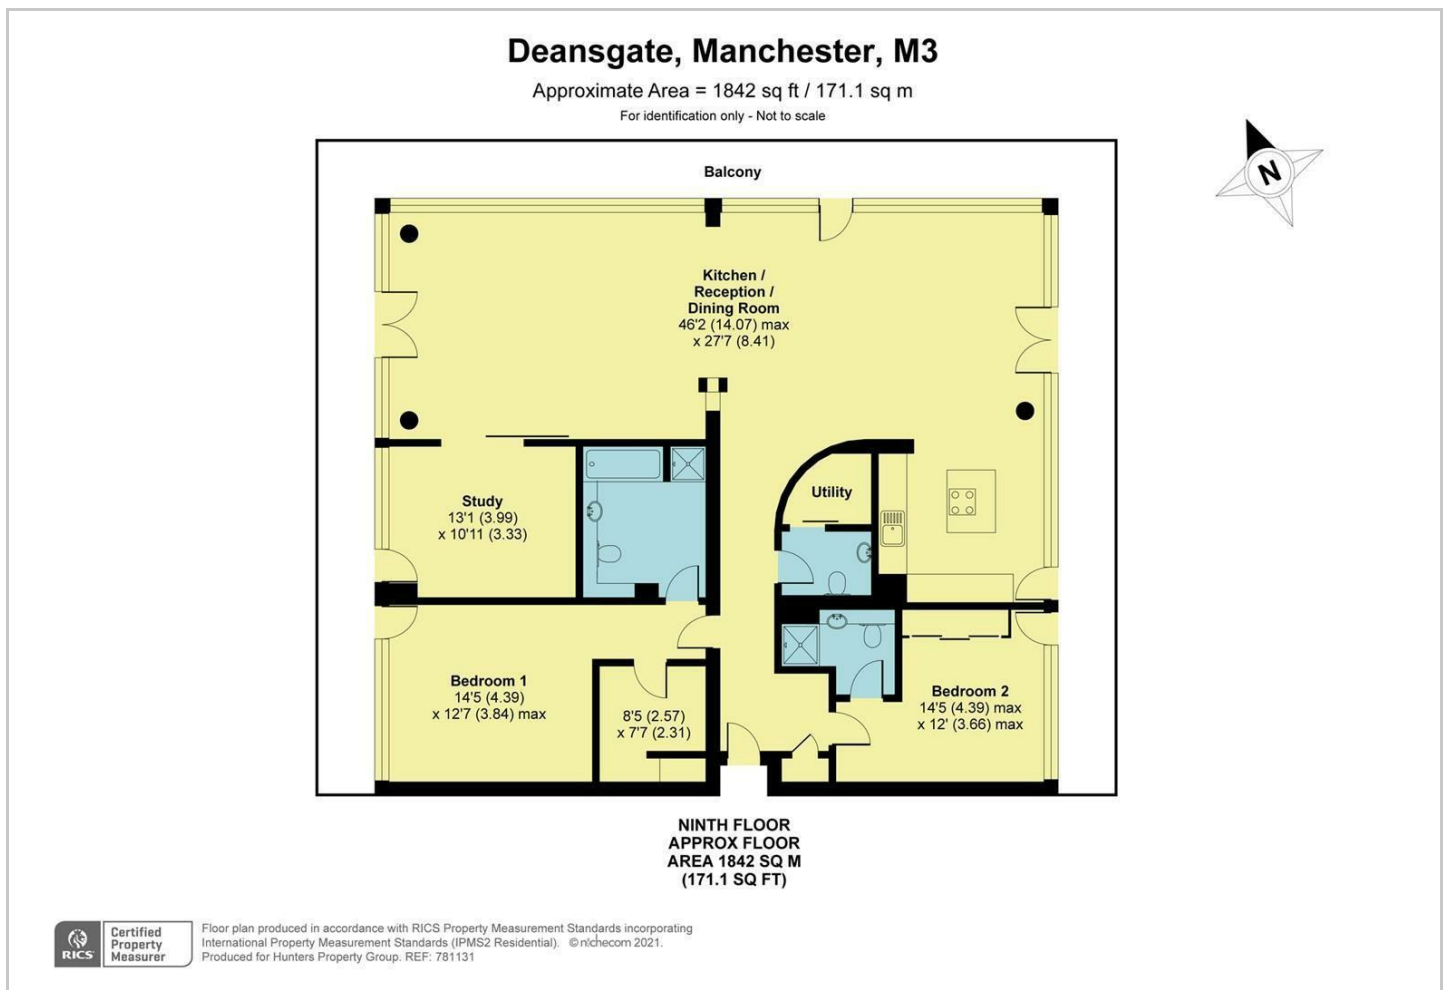 Deansgate, Manchester, M3
Approximate Area = 1842 sq ft / 171.1 sq m
For identification only - Not to scale
N
Balcony
Kitchen /
Reception /
Dining Room
46'2 (14.07) max
x 27'7 (8.41)
Study
13'1 (3.99)
x 10'11 (3.33)
Utility
Bedroom 1
14'5 (4.39)
x 12'7 (3.84) max
8'5 (2.57)
x 7'7 (2.31)
Bedroom 2
14'5 (4.39) max
x 12' (3.66) max
NINTH FLOOR
APPROX FLOOR
AREA 1842 SQ M
(171.1 SQ FT)
RICS
Certified
Property
Measurer
Floor plan produced in accordance with RICS Property Measurement Standards incorporating
International Property Measurement Standards (IPMS2 Residential). © nichecom 2021.
Produced for Hunters Property Group. REF: 781131